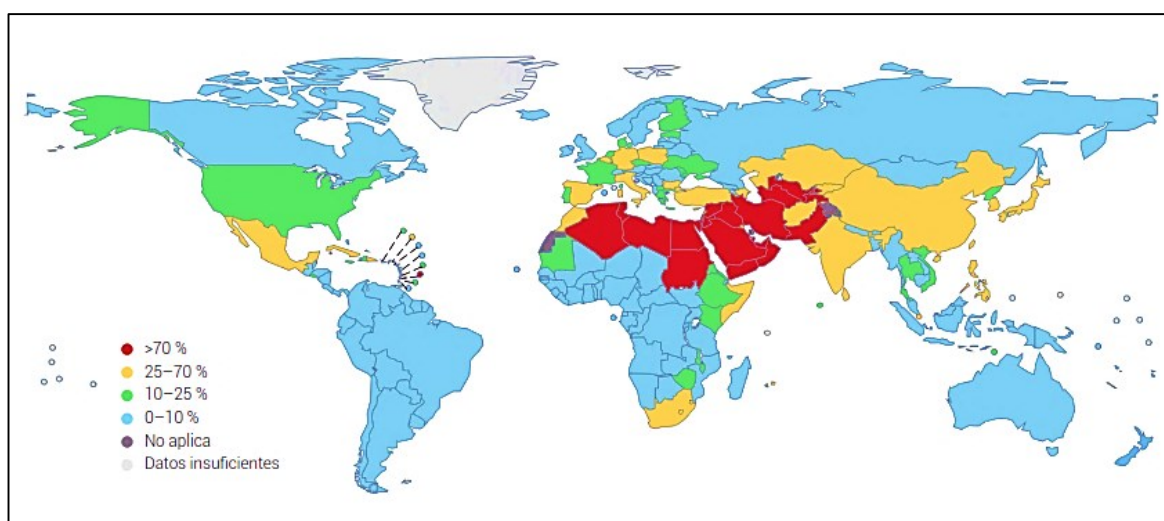 >70 %
25–70 %
10–25 %
0–10 %
No aplica
Datos insuficientes